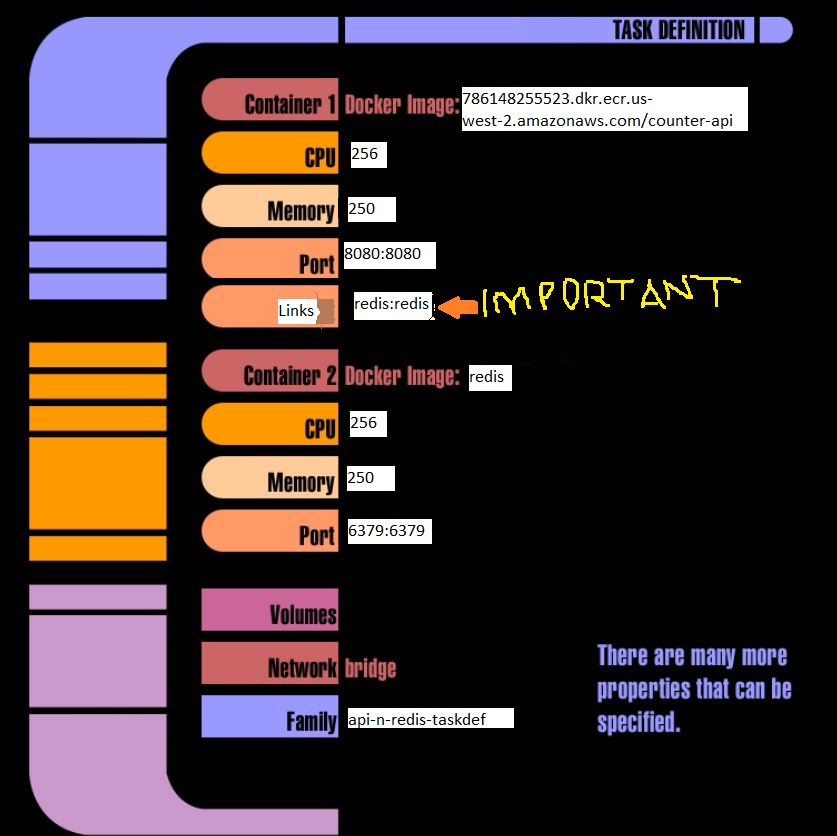 TASK DEFINITION
Container 1 Docker Image: 786148255523.dkr.ecr.us-
west-2.amazonaws.com/counter-api
CPU 256
Memory 250
Port 8080:8080
Links redis:redis IMPORTANT
Container 2 Docker Image: redis
CPU 256
Memory 250
Port 6379:6379
Volumes
Network bridge
Family api-n-redis-taskdef
There are many more
properties that can be
specified.